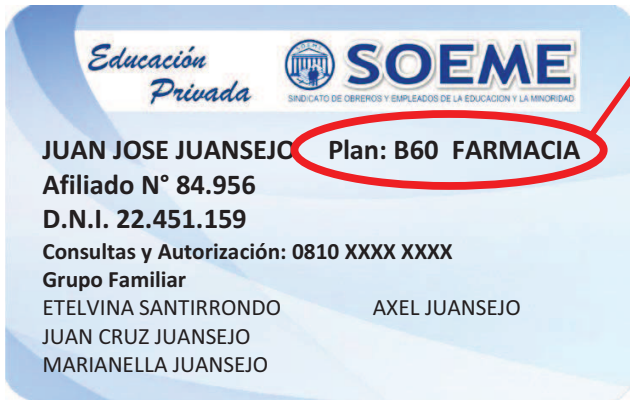 Educación
Privada
SOEME
SINDICATO DE OBREROS Y EMPLEADOS DE LA EDUCACION Y LA MINORIDAD
JUAN JOSE JUANSEJO Plan: B60 FARMACIA
Afiliado N° 84.956
D.N.I. 22.451.159
Consultas y Autorización: 0810 XXXX XXXX
Grupo Familiar
ETELVINA SANTIRRONDO AXEL JUANSEJO
JUAN CRUZ JUANSEJO
MARIANELLA JUANSEJO